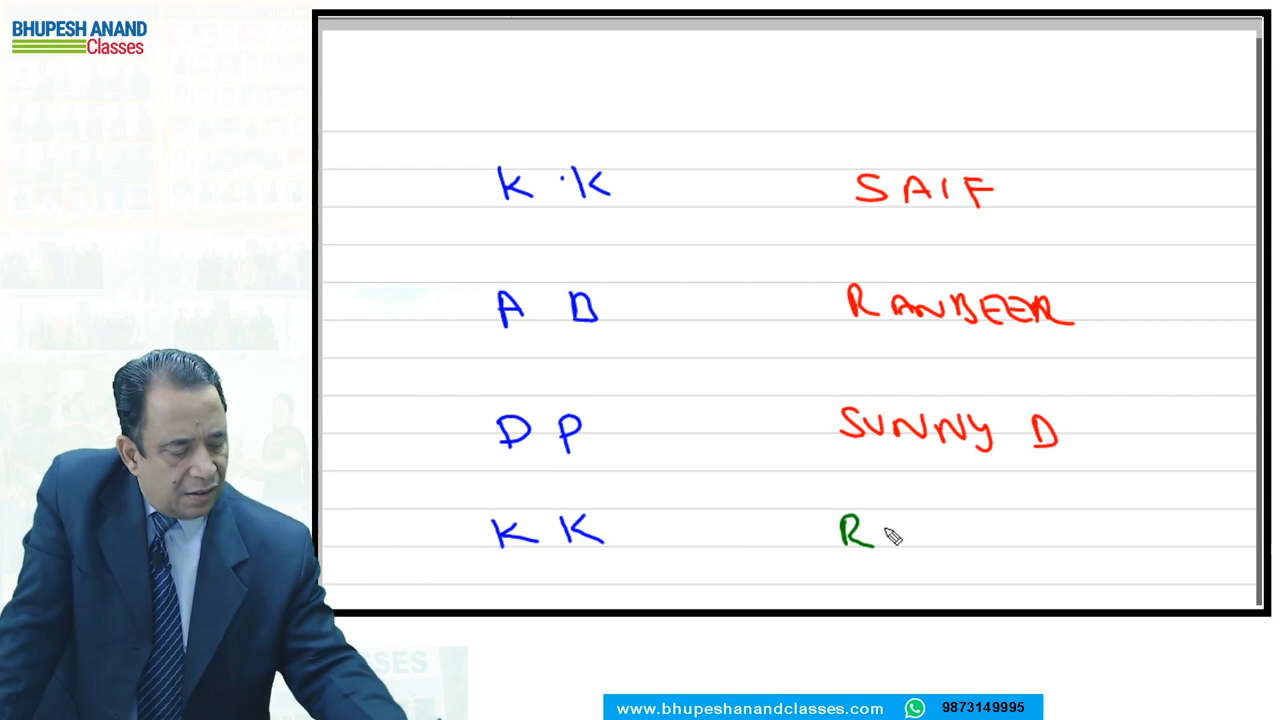 BHUPESH ANAND
Classes
K . K SAIF
A B RANBEER
D P SUNNY D
K K R
www.bhupeshanandclasses.com 9873149995